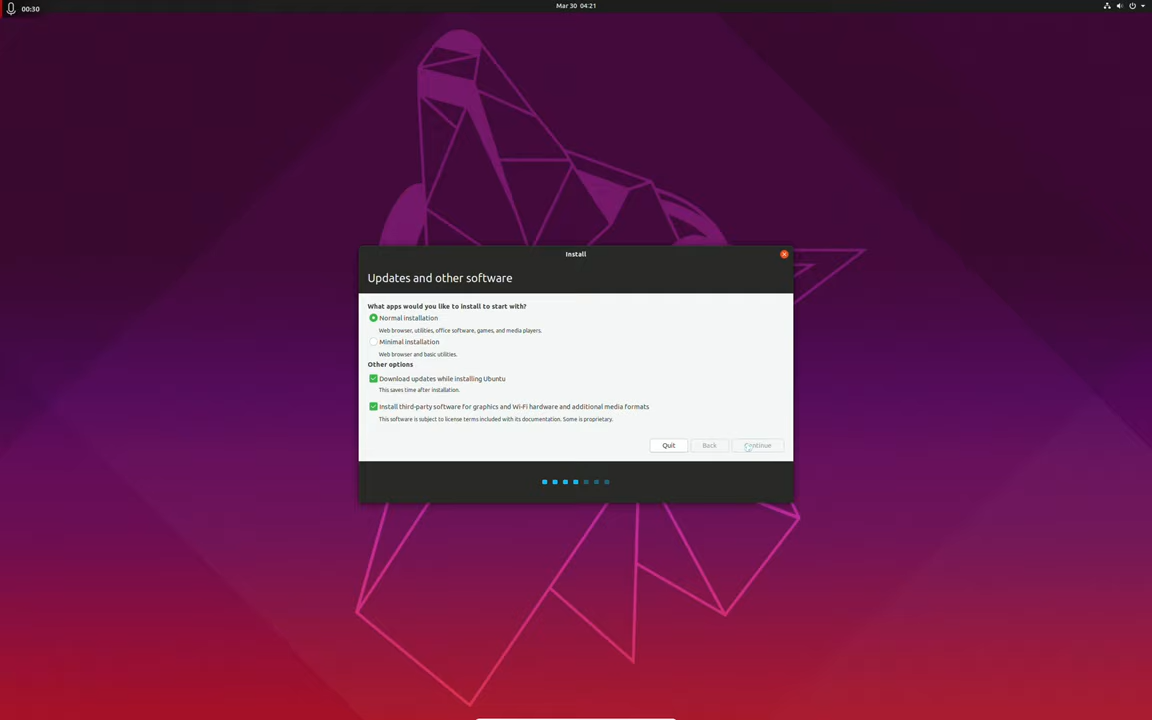 00:30
Mar 30 04:21
Install
Updates and other software
What apps would you like to install to start with?
Normal installation
Web browser, utilities, office software, games, and media players.
Minimal installation
Web browser and basic utilities.
Other options
Download updates while installing Ubuntu
This saves time after installation.
Install third-party software for graphics and Wi-Fi hardware and additional media formats
This software is subject to license terms included with its documentation. Some is proprietary.
Quit
Back
Continue